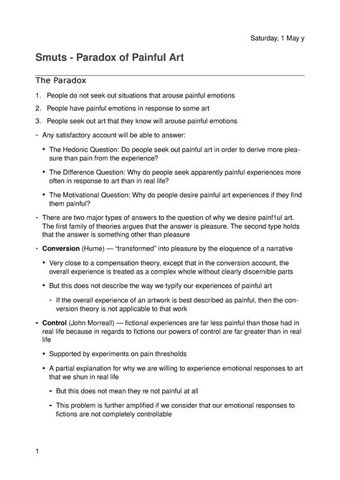 Saturday, 1 May y
Smuts - Paradox of Painful Art
The Paradox
1. People do not seek out situations that arouse painful emotions
2. People have painful emotions in response to some art
3. People seek out art that they know will arouse painful emotions
- Any satisfactory account will be able to answer:
• The Hedonic Question: Do people seek out painful art in order to derive more plea-
sure than pain from the experience?
• The Difference Question: Why do people seek apparently painful experiences more
often in response to art than in real life?
• The Motivational Question: Why do people desire painful art experiences if they find
them painful?
- There are two major types of answers to the question of why we desire painf1ul art.
The first family of theories argues that the answer is pleasure. The second type holds
that the answer is something other than pleasure
- Conversion (Hume) — “transformed” into pleasure by the eloquence of a narrative
• Very close to a compensation theory, except that in the conversion account, the
overall experience is treated as a complex whole without clearly discernible parts
• But this does not describe the way we typify our experiences of painful art
- If the overall experience of an artwork is best described as painful, then the con-
version theory is not applicable to that work
- Control (John Morreall) — fictional experiences are far less painful than those had in
real life because in regards to fictions our powers of control are far greater than in real
life
• Supported by experiments on pain thresholds
• A partial explanation for why we are willing to experience emotional responses to art
that we shun in real life
- But this does not mean they re not painful at all
- This problem is further amplified if we consider that our emotional responses to
fictions are not completely controllable
1